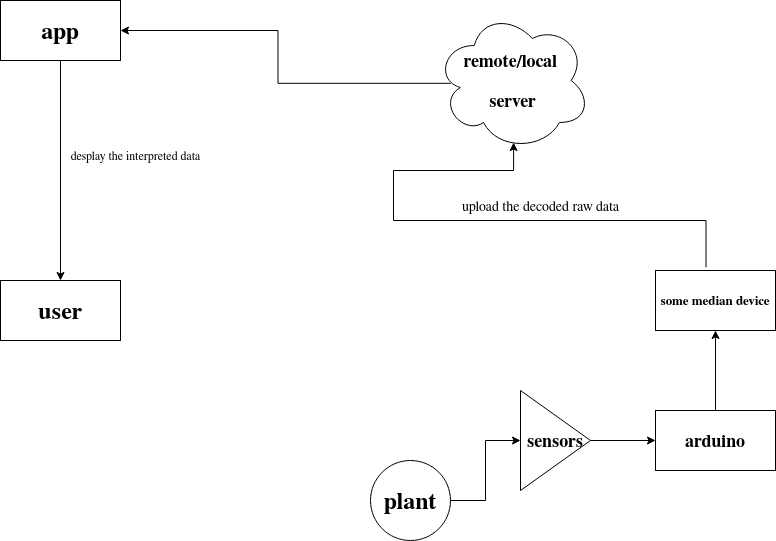 app
remote/local
server
desplay the interpreted data
upload the decoded raw data
some median device
user
sensors
arduino
plant